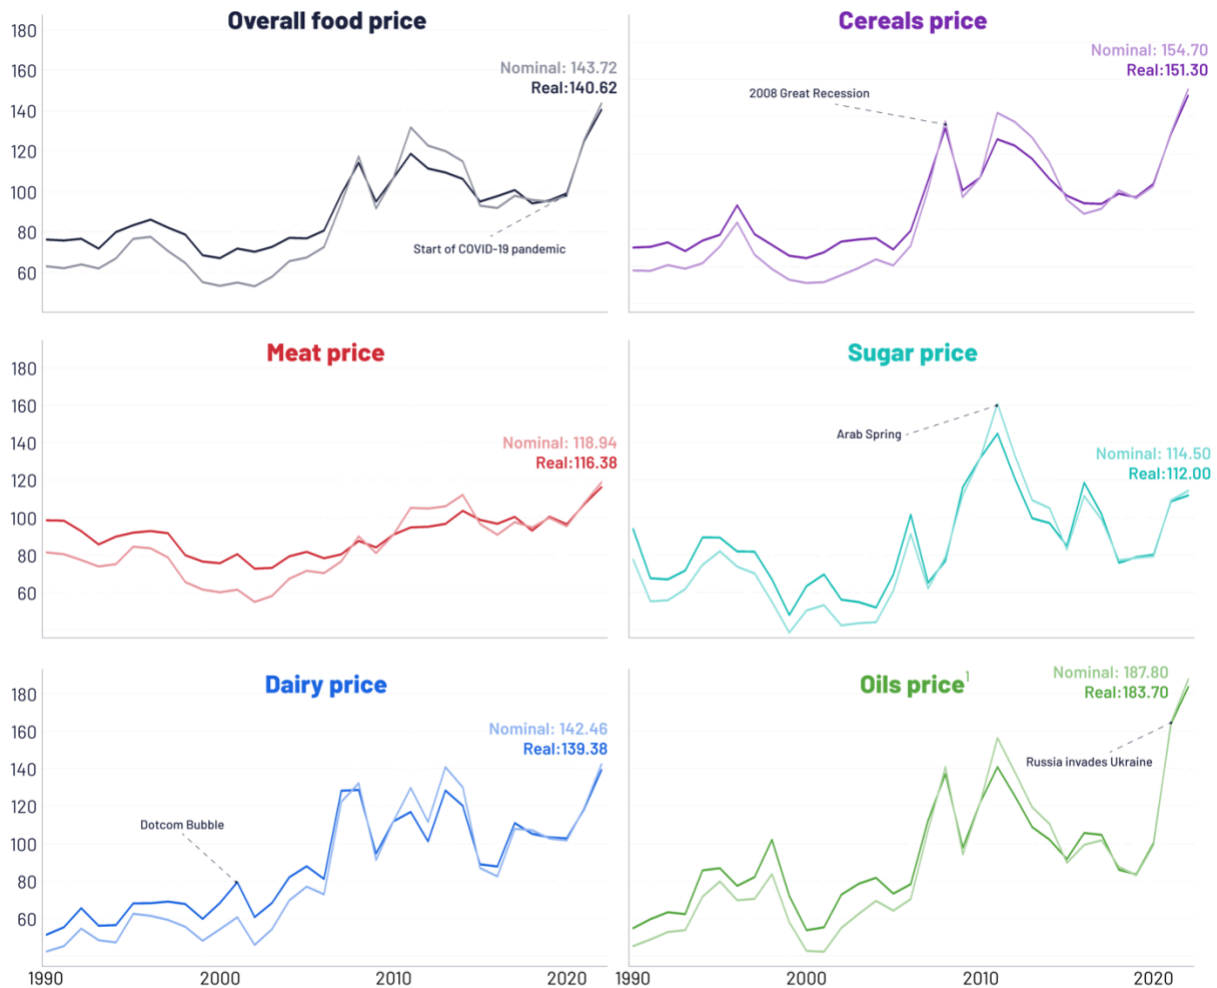 Overall food price
180
160
140
120
100
80
60
Nominal: 143.72
Real:140.62
Start of COVID-19 pandemic
Cereals price
Nominal: 154.70
Real:151.30
2008 Great Recession
Meat price
180
160
140
120
100
80
60
Nominal: 118.94
Real:116.38
Sugar price
Arab Spring
Nominal: 114.50
Real:112.00
Dairy price
180
160
140
120
100
80
60
Nominal: 142.46
Real:139.38
Dotcom Bubble
1990
2000
2010
2020
Oils price¹
Nominal: 187.80
Real:183.70
Russia invades Ukraine
1990
2000
2010
2020